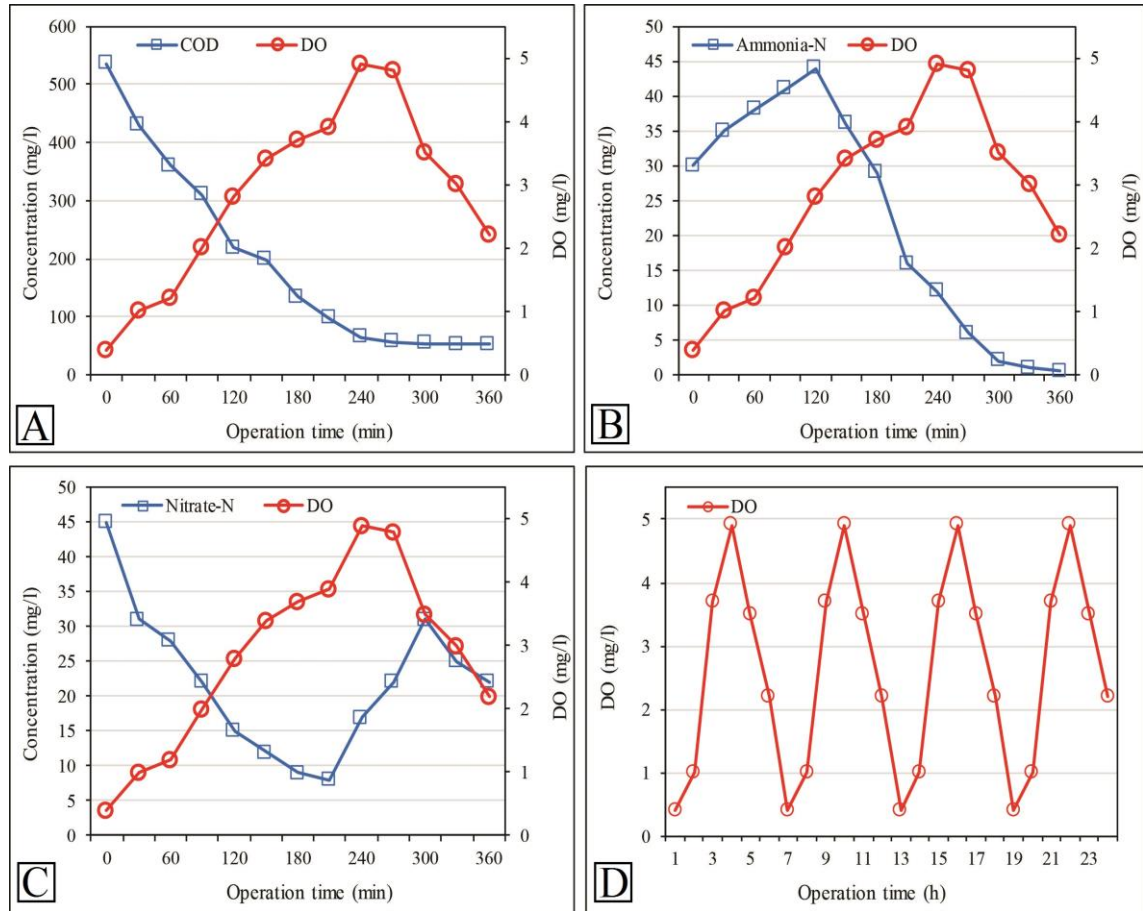 COD DO
Concentration (mg/l)
600
500
400
300
200
100
0
5
4
3
2
1
0
DO (mg/l)
0 60 120 180 240 300 360
Operation time (min)
A
Ammonia-N DO
Concentration (mg/l)
50
45
40
35
30
25
20
15
10
5
0
5
4
3
2
1
0
DO (mg/l)
0 60 120 180 240 300 360
Operation time (min)
B
Nitrate-N DO
Concentration (mg/l)
50
45
40
35
30
25
20
15
10
5
0
5
4
3
2
1
0
DO (mg/l)
0 60 120 180 240 300 360
Operation time (min)
C
DO
DO (mg/l)
5
4
3
2
1
0
1 3 5 7 9 11 13 15 17 19 21 23
Operation time (h)
D